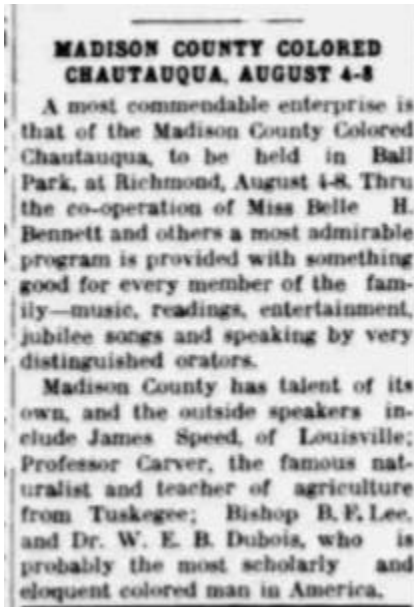 MADISON COUNTY COLORED
CHAUTAUQUA, AUGUST 4-8
A most commendable enterprise is
that of the Madison County Colored
Chautauqua, to be held in Ball
Park, at Richmond, August 4-8. Thru
the co-operation of Miss Belle H.
Bennett and others a most admirable
program is provided with something
good for every member of the fam-
ily—music, readings, entertainment,
jubilee songs and speaking by very
distinguished orators.
Madison County has talent of its
own, and the outside speakers in-
clude James Speed, of Louisville;
Professor Carver, the famous nat-
uralist and teacher of agriculture
from Tuskegee; Bishop B. F. Lee,
and Dr. W. E. B. Dubois, who is
probably the most scholarly and
eloquent colored man in America.